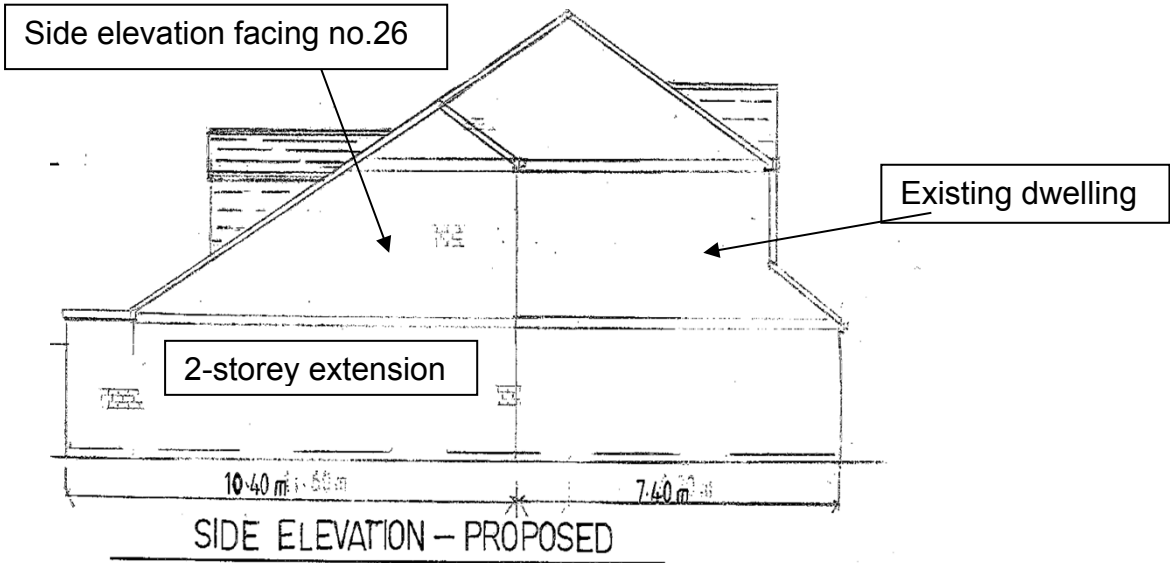 Side elevation facing no.26
Existing dwelling
2-storey extension
10·40 m
7·40 m
SIDE ELEVATION – PROPOSED